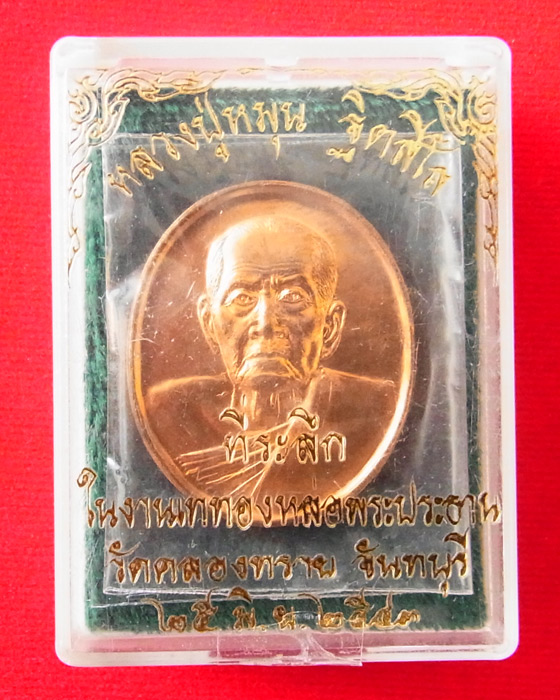 หลวงปู่หมุน ฐิตสีโล
ที่ระลึก
ในงานเททองหล่อพระประธาน
วัดคลองทราย จันทบุรี
๒๕ มิ.ย. ๒๕๔๓